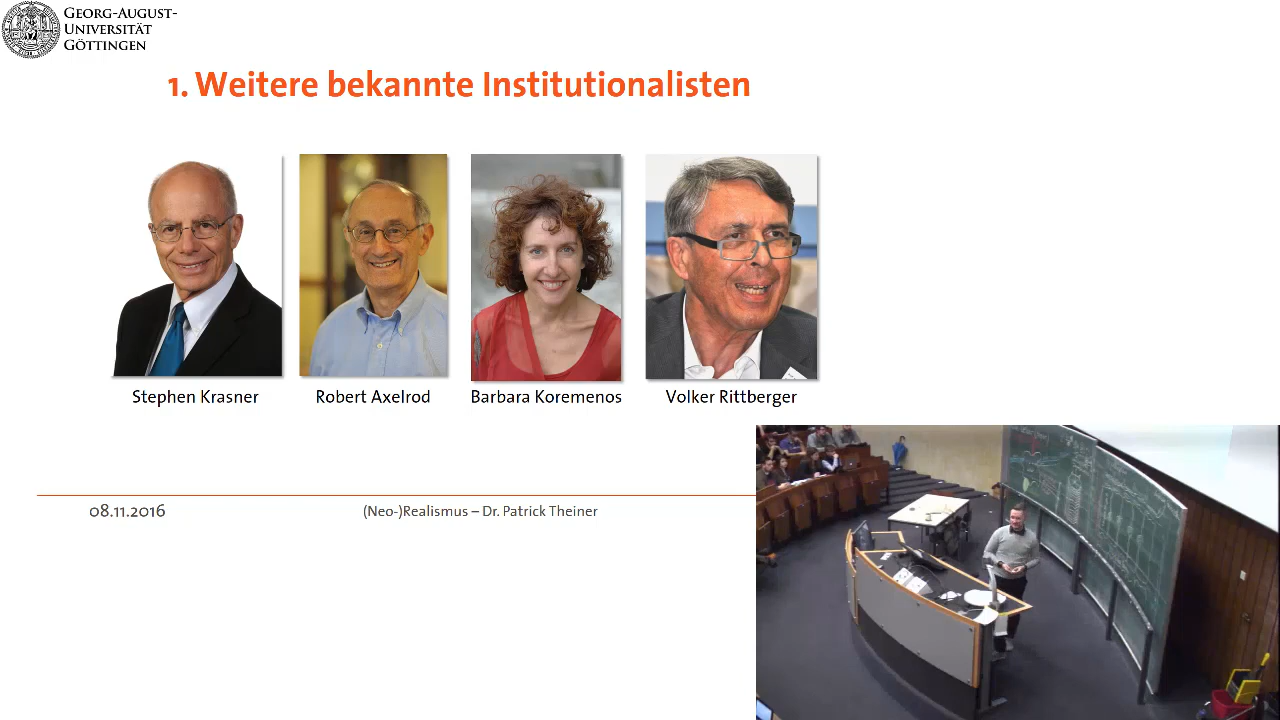 GEORG-AUGUST-
UNIVERSITÄT
GÖTTINGEN
1. Weitere bekannte Institutionalisten
Stephen Krasner
Robert Axelrod
Barbara Koremenos
Volker Rittberger
08.11.2016
(Neo-)Realismus – Dr. Patrick Theiner